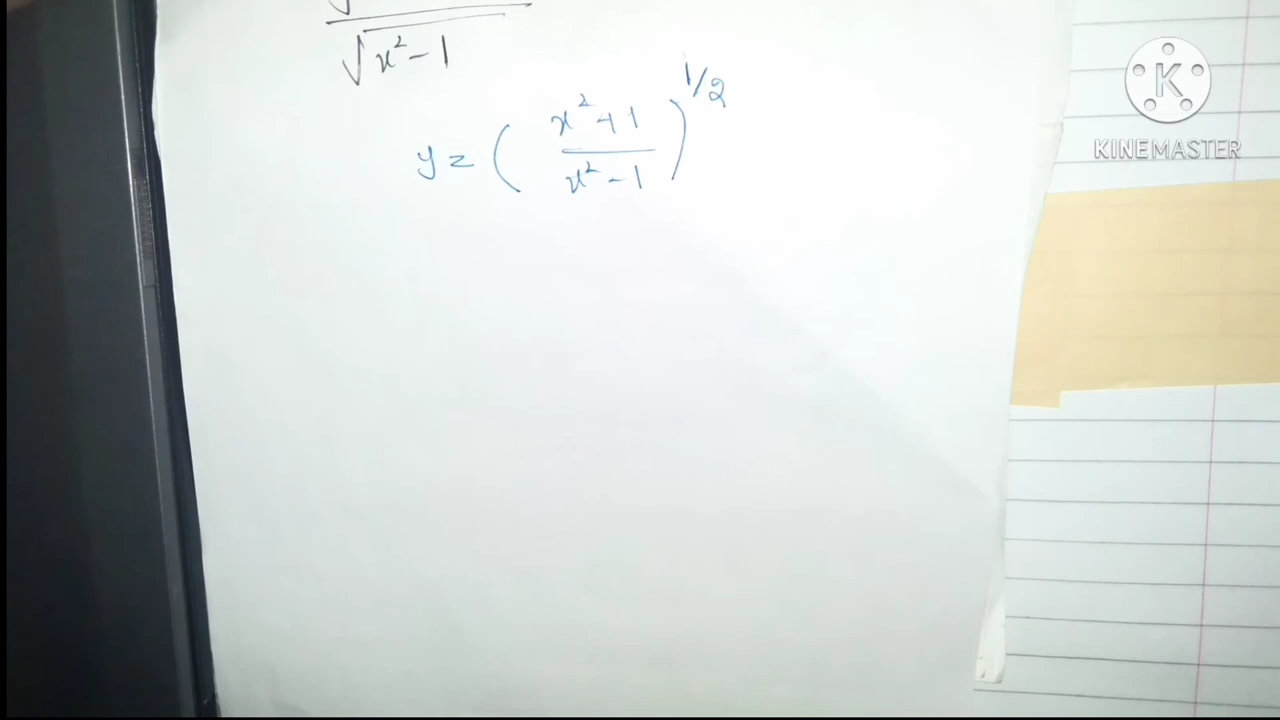 √x² - 1
y = ( x² + 1 / x² - 1 )^1/2
K
KINEMASTER